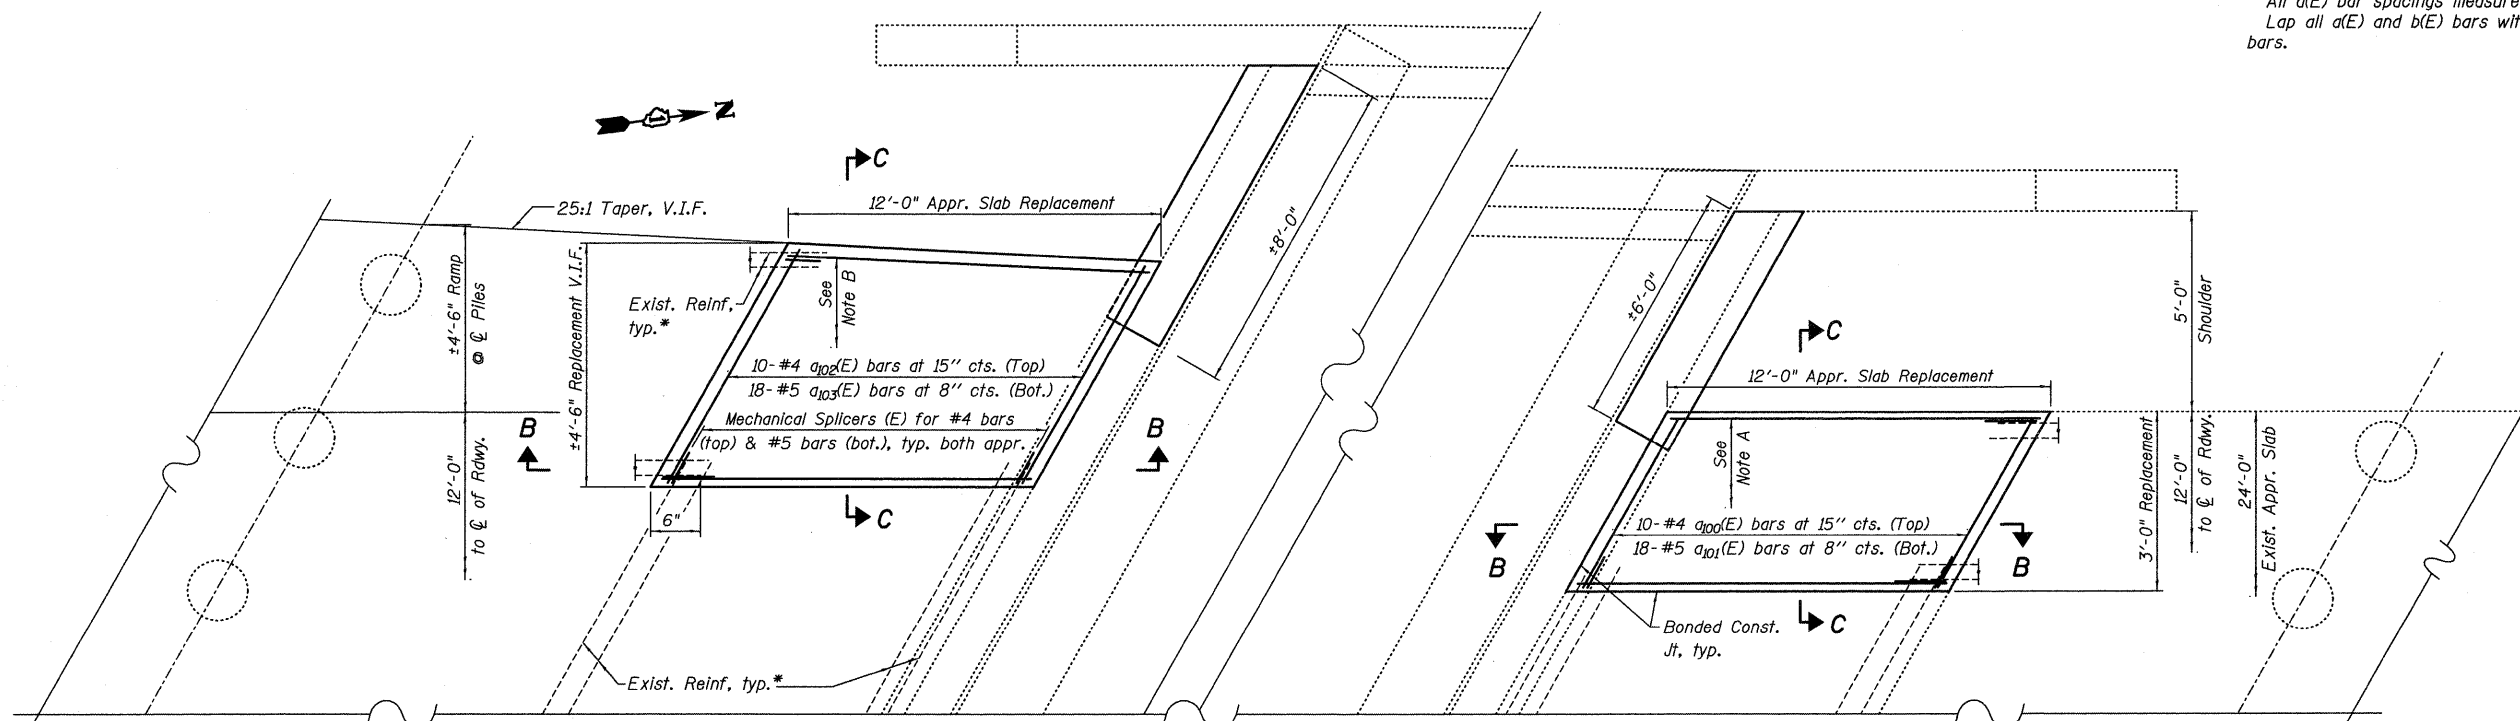 All a(E) bar spacings measure
Lap all a(E) and b(E) bars wit
bars.
N
C
25:1 Taper, V.I.F.
12'-0" Appr. Slab Replacement
±8'-0"
±4'-6" Ramp
@ ℄ Piles
±4'-6" Replacement V.I.F.
Exist. Reinf,
typ.*
See
Note B
10-#4 a102(E) bars at 15'' cts. (Top)
18-#5 a103(E) bars at 8'' cts. (Bot.)
Mechanical Splicers (E) for #4 bars
(top) & #5 bars (bot.), typ. both appr.
B
B
12'-0"
to ℄ of Rdwy.
6"
C
Exist. Reinf, typ.*
±6'-0"
5'-0"
Shoulder
C
12'-0" Appr. Slab Replacement
See
Note A
10-#4 a100(E) bars at 15'' cts. (Top)
18-#5 a101(E) bars at 8'' cts. (Bot.)
B
B
3'-0" Replacement
12'-0"
to ℄ of Rdwy.
24'-0"
Exist. Appr. Slab
Bonded Const.
Jt, typ.
C